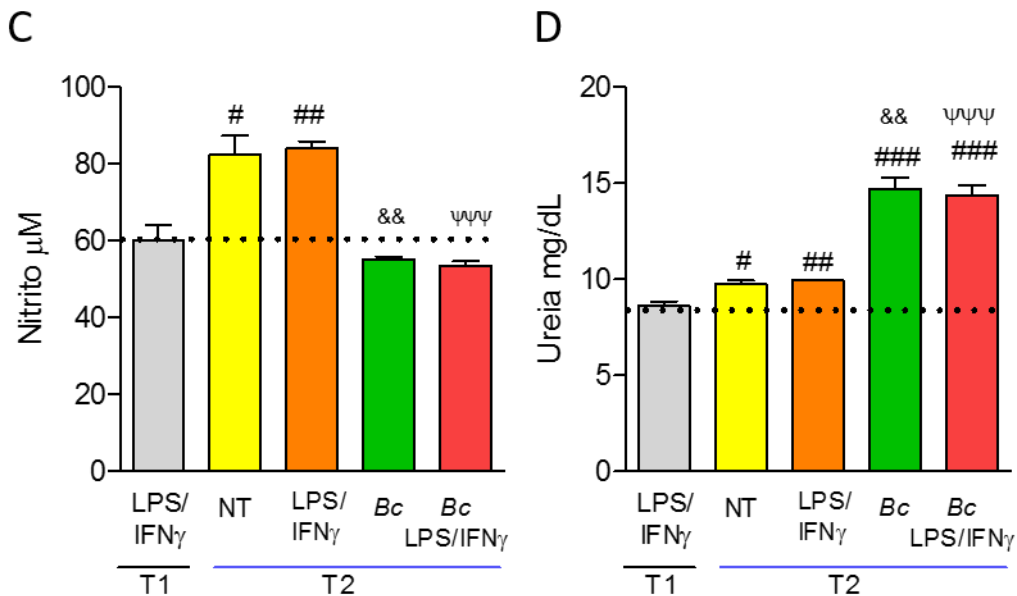 C
Nitrito μM
100
80
60
40
20
0
#
##
&&
ψψψ
LPS/
IFNγ
NT
LPS/
IFNγ
Bc
Bc
LPS/IFNγ
T1
T2
D
Ureia mg/dL
20
15
10
5
0
#
##
&&
###
ψψψ
###
LPS/
IFNγ
NT
LPS/
IFNγ
Bc
Bc
LPS/IFNγ
T1
T2